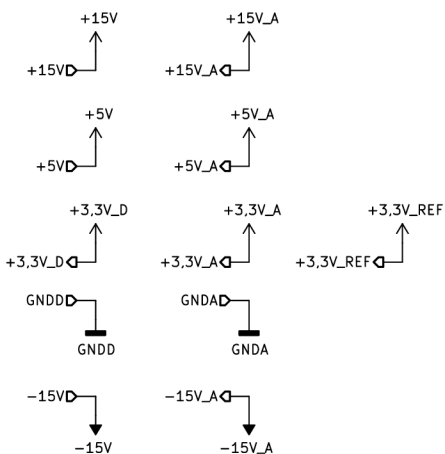 +15V +15V_A
+15V +15V_A
+5V +5V_A
+5V +5V_A
+3,3V_D +3,3V_A +3,3V_REF
+3,3V_D +3,3V_A +3,3V_REF
GNDD GNDA
GNDD GNDA
−15V −15V_A
−15V −15V_A